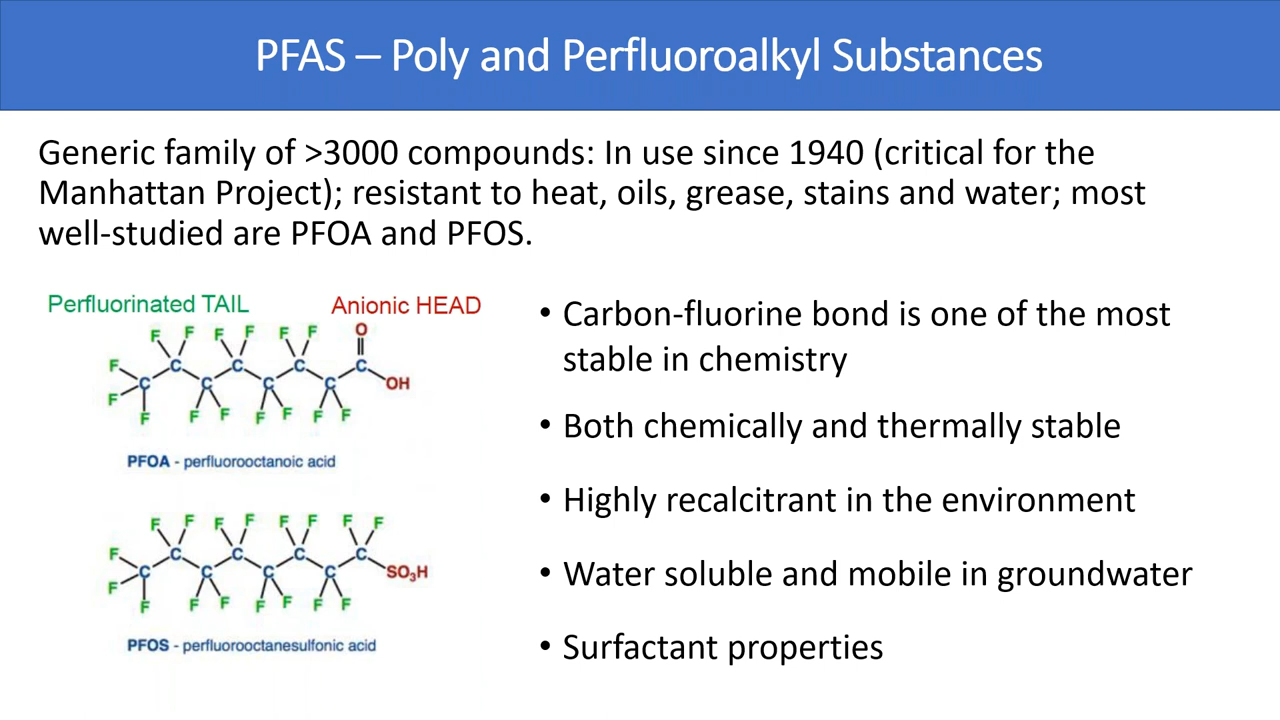 PFAS – Poly and Perfluoroalkyl Substances
Generic family of >3000 compounds: In use since 1940 (critical for the
Manhattan Project); resistant to heat, oils, grease, stains and water; most
well-studied are PFOA and PFOS.
Perfluorinated TAIL
Anionic HEAD
F F F F F F O
F C C C C
C C C C OH
F
F F F F F F F
PFOA - perfluorooctanoic acid
F F F F F F F F
F C C C C
C C C C SO3H
F
F F F F F F F
PFOS - perfluorooctanesulfonic acid
• Carbon-fluorine bond is one of the most
stable in chemistry
• Both chemically and thermally stable
• Highly recalcitrant in the environment
• Water soluble and mobile in groundwater
• Surfactant properties